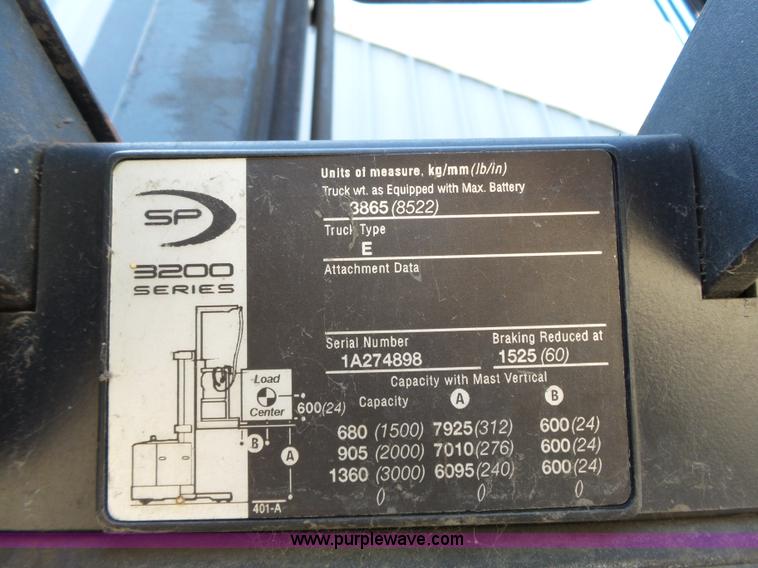 SP
3200
SERIES
Load
Center
600(24)
B
A
401-A
Units of measure, kg/mm(lb/in)
Truck wt. as Equipped with Max. Battery
3865(8522)
Truck Type
E
Attachment Data
Serial Number Braking Reduced at
1A274898 1525(60)
Capacity with Mast Vertical
Capacity A B
680 (1500) 7925(312) 600(24)
905 (2000) 7010(276) 600(24)
1360 (3000) 6095(240) 600(24)
() () ()
www.purplewave.com